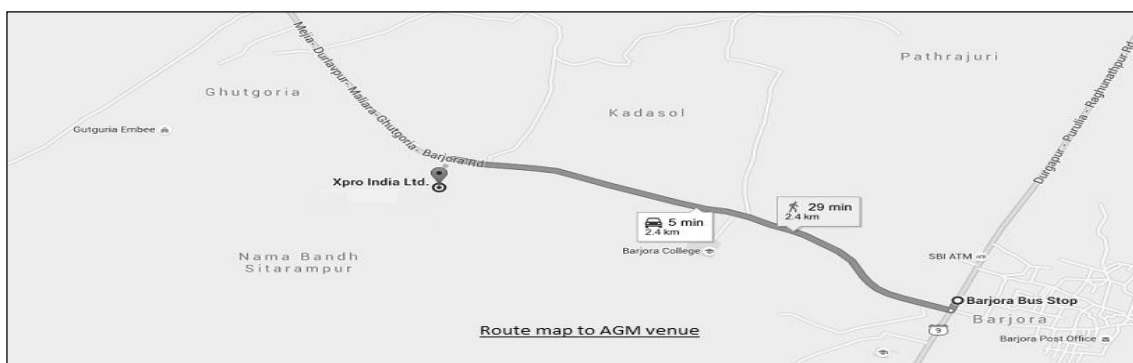 Mejia-Durlavpur-Maliara-Ghutgoria-Barjora Rd
Durgapur-Purulia-Raghunathpur Rd
Pathrajuri
Ghutgoria
Kadasol
Gutguria Embee
Xpro India Ltd.
29 min
2.4 km
5 min
2.4 km
Barjora College
Nama Bandh
Sitarampur
SBI ATM
Barjora Bus Stop
Barjora
9
Route map to AGM venue
Barjora Post Office